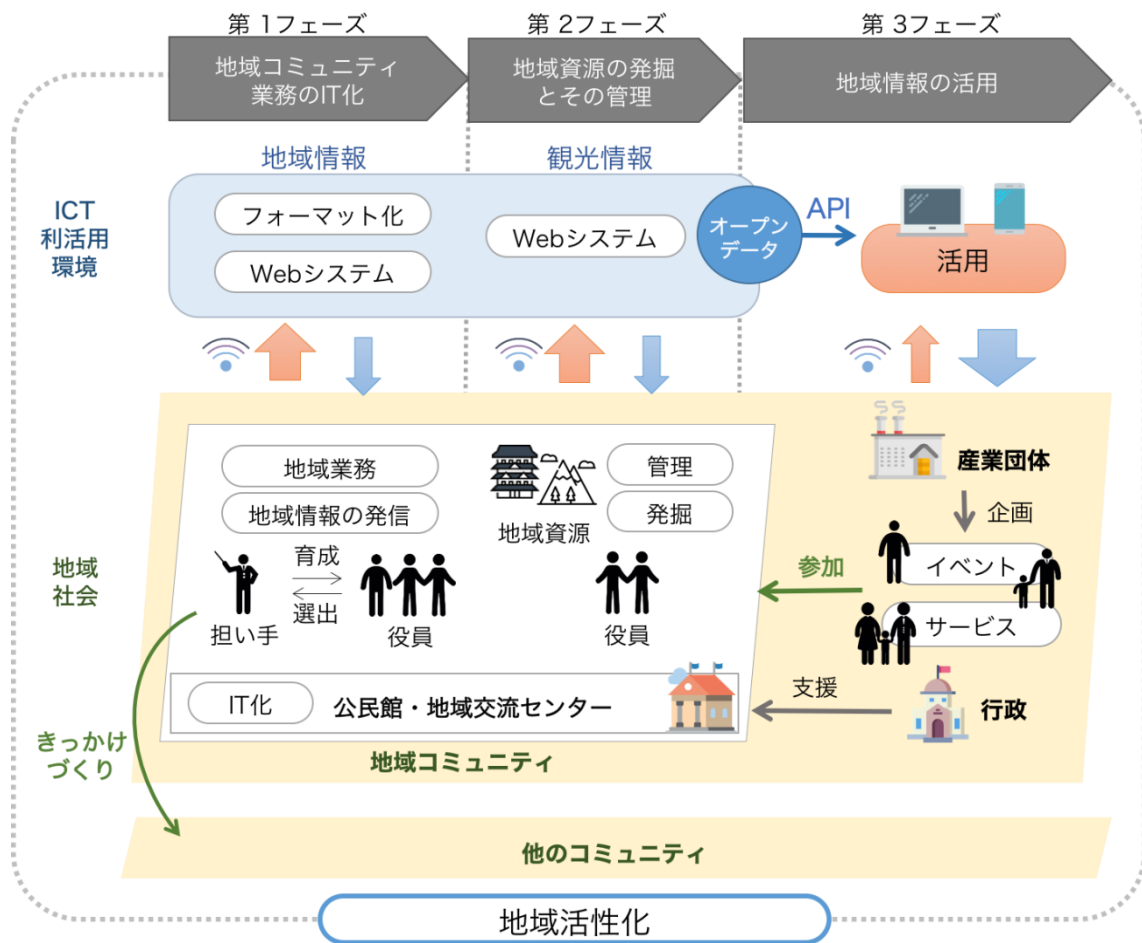 第 1フェーズ
第 2フェーズ
第 3フェーズ
地域コミュニティ
業務のIT化
地域資源の発掘
とその管理
地域情報の活用
地域情報
観光情報
ICT
利活用
環境
フォーマット化
Webシステム
Webシステム
オープン
データ
API
活用
地域
社会
地域業務
地域情報の発信
育成
選出
担い手
役員
地域資源
管理
発掘
役員
産業団体
企画
イベント
サービス
参加
IT化
公民館・地域交流センター
支援
行政
地域コミュニティ
きっかけ
づくり
他のコミュニティ
地域活性化